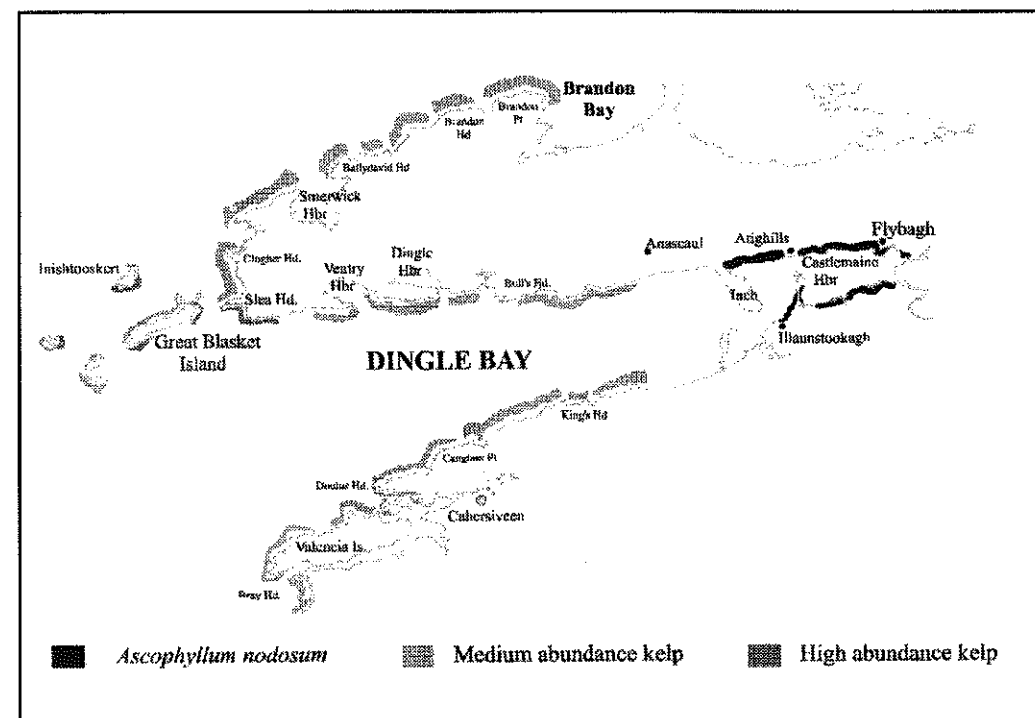 Brandon
Bay
Brandon
Pt
Brandon
Hd
Ballydavid Hd
Smerwick
Hbr
Clogher Hd.
Inishtooskert
Slea Hd.
Great Blasket
Island
Ventry
Hbr
Dingle
Hbr
Bull's Hd.
Anascaul
Arighills
Flybagh
Castlemaine
Hbr
Inch
Illaunstookagh
DINGLE BAY
King's Hd
Canglass Pt
Doulus Hd.
Cahersiveen
Valencia Is.
Bray Hd.
Ascophyllum nodosum
Medium abundance kelp
High abundance kelp